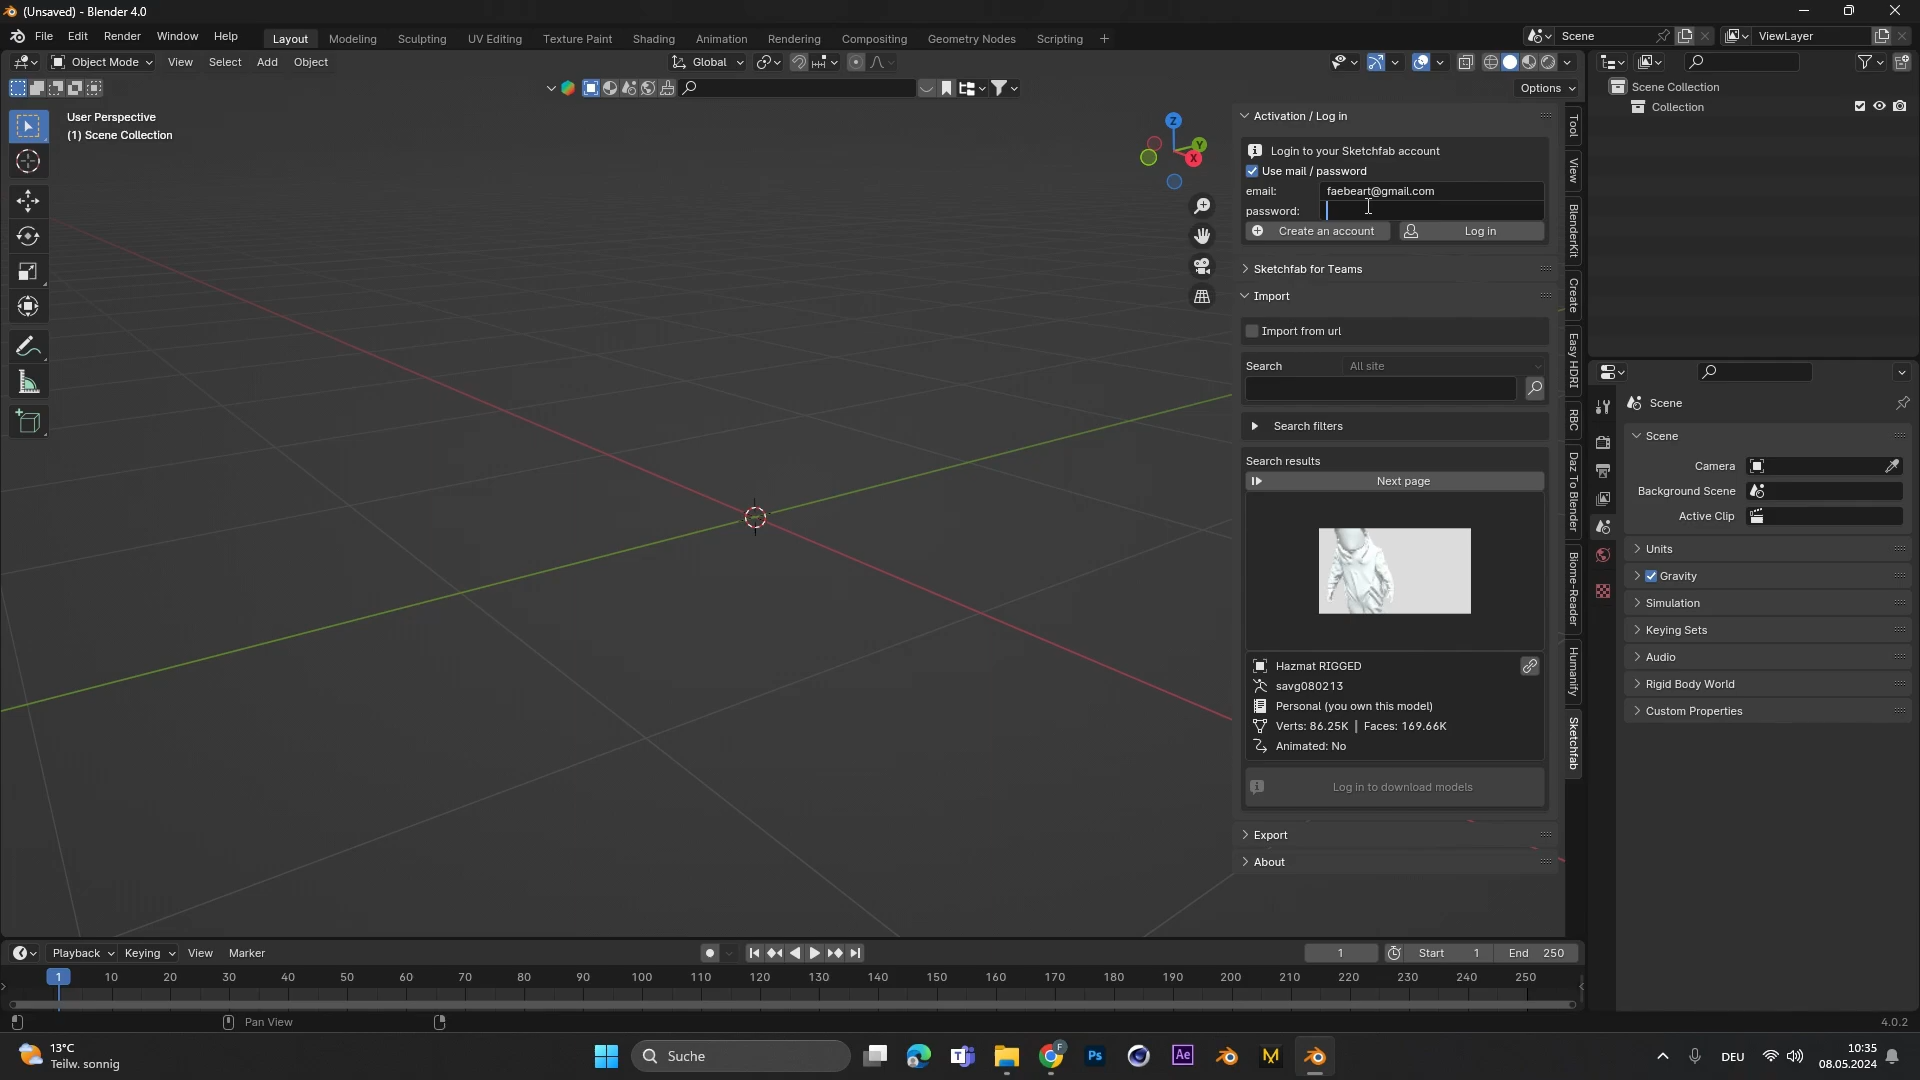 (Unsaved) - Blender 4.0
File Edit Render Window Help Layout Modeling Sculpting UV Editing Texture Paint Shading Animation Rendering Compositing Geometry Nodes Scripting + Scene ViewLayer
Object Mode View Select Add Object Global
Options
User Perspective
(1) Scene Collection
Z
Y
X
Activation / Log in
Login to your Sketchfab account
Use mail / password
email: faebeart@gmail.com
password:
Create an account Log in
Sketchfab for Teams
Import
Import from url
Search All site
Search filters
Search results
Next page
Hazmat RIGGED
savg080213
Personal (you own this model)
Verts: 86.25K | Faces: 169.66K
Animated: No
Log in to download models
Export
About
Tool
View
BlenderKit
Create
Easy HDRI
RBC
Daz To Blender
Biome-Reader
Humanify
Sketchfab
Scene Collection
Collection
Scene
Scene
Camera
Background Scene
Active Clip
Units
Gravity
Simulation
Keying Sets
Audio
Rigid Body World
Custom Properties
Playback Keying View Marker 1 Start 1 End 250
1 10 20 30 40 50 60 70 80 90 100 110 120 130 140 150 160 170 180 190 200 210 220 230 240 250
Pan View 4.0.2
13°C
Teilw. sonnig
Suche
F
Ps
Ae
M
DEU
10:35
08.05.2024